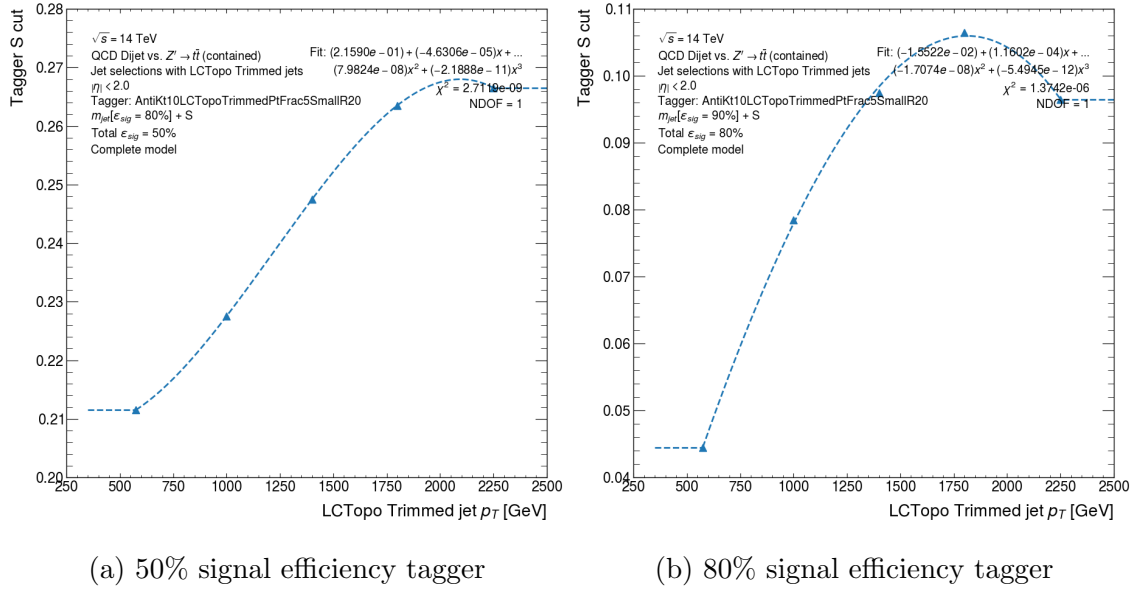 Tagger S cut
0.28
0.27
0.26
0.25
0.24
0.23
0.22
0.21
0.20
√s = 14 TeV
QCD Dijet vs. Z′ → tt̄ (contained)
Jet selections with LCTopo Trimmed jets
|η| < 2.0
Tagger: AntiKt10LCTopoTrimmedPtFrac5SmallR20
m_jet[ε_sig = 80%] + S
Total ε_sig = 50%
Complete model
Fit: (2.1590e − 01) + (−4.6306e − 05)x + ...
(7.9824e − 08)x² + (−2.1888e − 11)x³
χ² = 2.7119e-09
NDOF = 1
250 500 750 1000 1250 1500 1750 2000 2250 2500
LCTopo Trimmed jet p_T [GeV]
(a) 50% signal efficiency tagger
Tagger S cut
0.11
0.10
0.09
0.08
0.07
0.06
0.05
0.04
√s = 14 TeV
QCD Dijet vs. Z′ → tt̄ (contained)
Jet selections with LCTopo Trimmed jets
|η| < 2.0
Tagger: AntiKt10LCTopoTrimmedPtFrac5SmallR20
m_jet[ε_sig = 90%] + S
Total ε_sig = 80%
Complete model
Fit: (−1.5522e − 02) + (1.1602e − 04)x + ...
(−1.7074e − 08)x² + (−5.4945e − 12)x³
χ² = 1.3742e-06
NDOF = 1
250 500 750 1000 1250 1500 1750 2000 2250 2500
LCTopo Trimmed jet p_T [GeV]
(b) 80% signal efficiency tagger